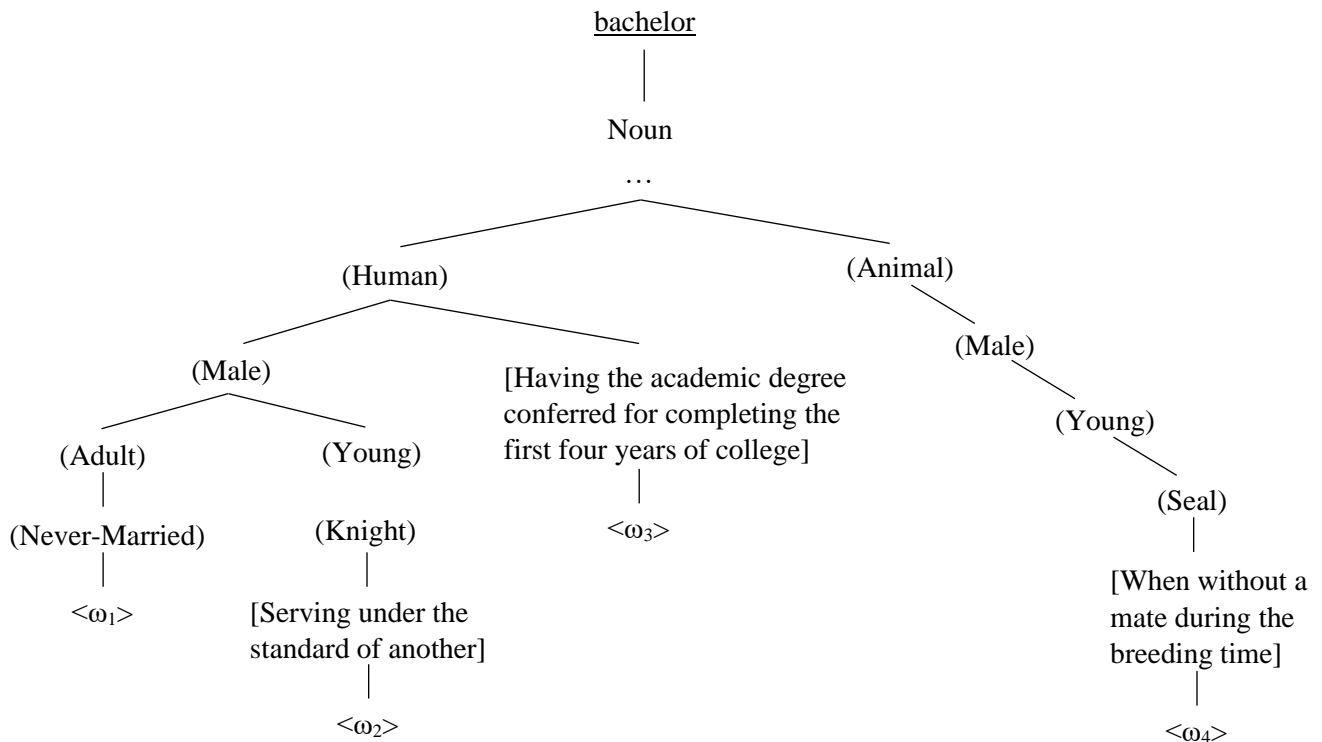 bachelor
Noun
…
(Human)
(Animal)
(Male)
(Male)
[Having the academic degree
conferred for completing the
first four years of college]
(Young)
(Adult)
(Young)
(Seal)
(Never-Married)
(Knight)
<ω₃>
[When without a
mate during the
breeding time]
<ω₁>
[Serving under the
standard of another]
<ω₂>
<ω₄>